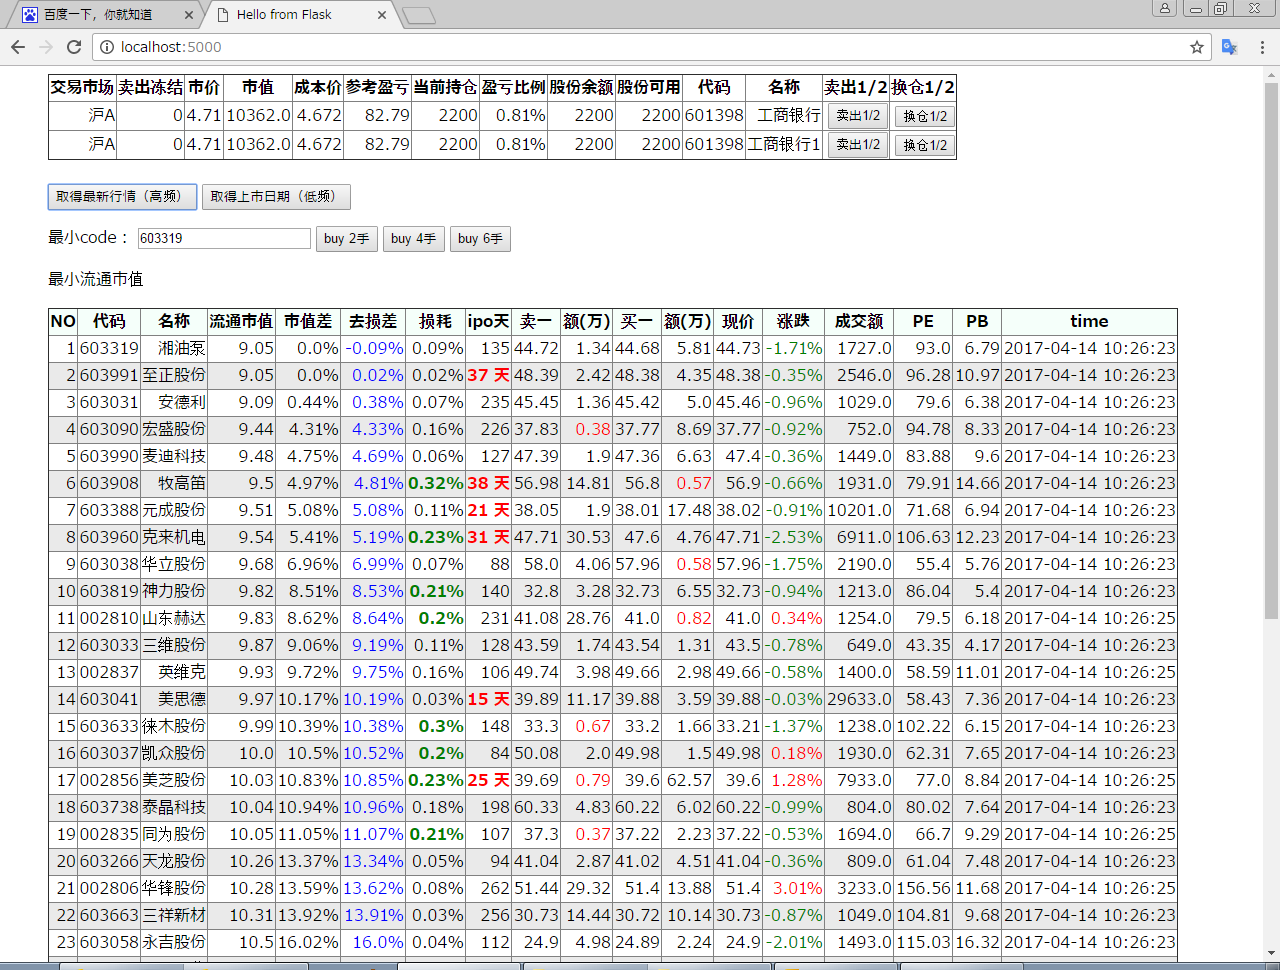 百度一下，你就知道
Hello from Flask
localhost:5000
交易市场 卖出冻结 市价 市值 成本价 参考盈亏 当前持仓 盈亏比例 股份余额 股份可用 代码 名称 卖出1/2 换仓1/2
沪A 0 4.71 10362.0 4.672 82.79 2200 0.81% 2200 2200 601398 工商银行 卖出1/2 换仓1/2
沪A 0 4.71 10362.0 4.672 82.79 2200 0.81% 2200 2200 601398 工商银行1 卖出1/2 换仓1/2
取得最新行情（高频） 取得上市日期（低频）
最小code： 603319 buy 2手 buy 4手 buy 6手
最小流通市值
NO 代码 名称 流通市值 市值差 去损差 损耗 ipo天 卖一 额(万) 买一 额(万) 现价 涨跌 成交额 PE PB time
1 603319 湘油泵 9.05 0.0% -0.09% 0.09% 135 44.72 1.34 44.68 5.81 44.73 -1.71% 1727.0 93.0 6.79 2017-04-14 10:26:23
2 603991 至正股份 9.05 0.0% 0.02% 0.02% 37 天 48.39 2.42 48.38 4.35 48.38 -0.35% 2546.0 96.28 10.97 2017-04-14 10:26:23
3 603031 安德利 9.09 0.44% 0.38% 0.07% 235 45.45 1.36 45.42 5.0 45.46 -0.96% 1029.0 79.6 6.38 2017-04-14 10:26:23
4 603090 宏盛股份 9.44 4.31% 4.33% 0.16% 226 37.83 0.38 37.77 8.69 37.77 -0.92% 752.0 94.78 8.33 2017-04-14 10:26:23
5 603990 麦迪科技 9.48 4.75% 4.69% 0.06% 127 47.39 1.9 47.36 6.63 47.4 -0.36% 1449.0 83.88 9.6 2017-04-14 10:26:23
6 603908 牧高笛 9.5 4.97% 4.81% 0.32% 38 天 56.98 14.81 56.8 0.57 56.9 -0.66% 1931.0 79.91 14.66 2017-04-14 10:26:23
7 603388 元成股份 9.51 5.08% 5.08% 0.11% 21 天 38.05 1.9 38.01 17.48 38.02 -0.91% 10201.0 71.68 6.94 2017-04-14 10:26:23
8 603960 克来机电 9.54 5.41% 5.19% 0.23% 31 天 47.71 30.53 47.6 4.76 47.71 -2.53% 6911.0 106.63 12.23 2017-04-14 10:26:23
9 603038 华立股份 9.68 6.96% 6.99% 0.07% 88 58.0 4.06 57.96 0.58 57.96 -1.75% 2190.0 55.4 5.76 2017-04-14 10:26:23
10 603819 神力股份 9.82 8.51% 8.53% 0.21% 140 32.8 3.28 32.73 6.55 32.73 -0.94% 1213.0 86.04 5.4 2017-04-14 10:26:23
11 002810 山东赫达 9.83 8.62% 8.64% 0.2% 231 41.08 28.76 41.0 0.82 41.0 0.34% 1254.0 79.5 6.18 2017-04-14 10:26:25
12 603033 三维股份 9.87 9.06% 9.19% 0.11% 128 43.59 1.74 43.54 1.31 43.5 -0.78% 649.0 43.35 4.17 2017-04-14 10:26:23
13 002837 英维克 9.93 9.72% 9.75% 0.16% 106 49.74 3.98 49.66 2.98 49.66 -0.58% 1400.0 58.59 11.01 2017-04-14 10:26:25
14 603041 美思德 9.97 10.17% 10.19% 0.03% 15 天 39.89 11.17 39.88 3.59 39.88 -0.03% 29633.0 58.43 7.36 2017-04-14 10:26:23
15 603633 徕木股份 9.99 10.39% 10.38% 0.3% 148 33.3 0.67 33.2 1.66 33.21 -1.37% 1238.0 102.22 6.15 2017-04-14 10:26:23
16 603037 凯众股份 10.0 10.5% 10.52% 0.2% 84 50.08 2.0 49.98 1.5 49.98 0.18% 1930.0 62.31 7.65 2017-04-14 10:26:23
17 002856 美芝股份 10.03 10.83% 10.85% 0.23% 25 天 39.69 0.79 39.6 62.57 39.6 1.28% 7933.0 77.0 8.84 2017-04-14 10:26:25
18 603738 泰晶科技 10.04 10.94% 10.96% 0.18% 198 60.33 4.83 60.22 6.02 60.22 -0.99% 804.0 80.02 7.64 2017-04-14 10:26:23
19 002835 同为股份 10.05 11.05% 11.07% 0.21% 107 37.3 0.37 37.22 2.23 37.22 -0.53% 1694.0 66.7 9.29 2017-04-14 10:26:25
20 603266 天龙股份 10.26 13.37% 13.34% 0.05% 94 41.04 2.87 41.02 4.51 41.04 -0.36% 809.0 61.04 7.48 2017-04-14 10:26:23
21 002806 华锋股份 10.28 13.59% 13.62% 0.08% 262 51.44 29.32 51.4 13.88 51.4 3.01% 3233.0 156.56 11.68 2017-04-14 10:26:25
22 603663 三祥新材 10.31 13.92% 13.91% 0.03% 256 30.73 14.44 30.72 10.14 30.73 -0.87% 1049.0 104.81 9.68 2017-04-14 10:26:23
23 603058 永吉股份 10.5 16.02% 16.0% 0.04% 112 24.9 4.98 24.89 2.24 24.9 -2.01% 1493.0 115.03 16.32 2017-04-14 10:26:23